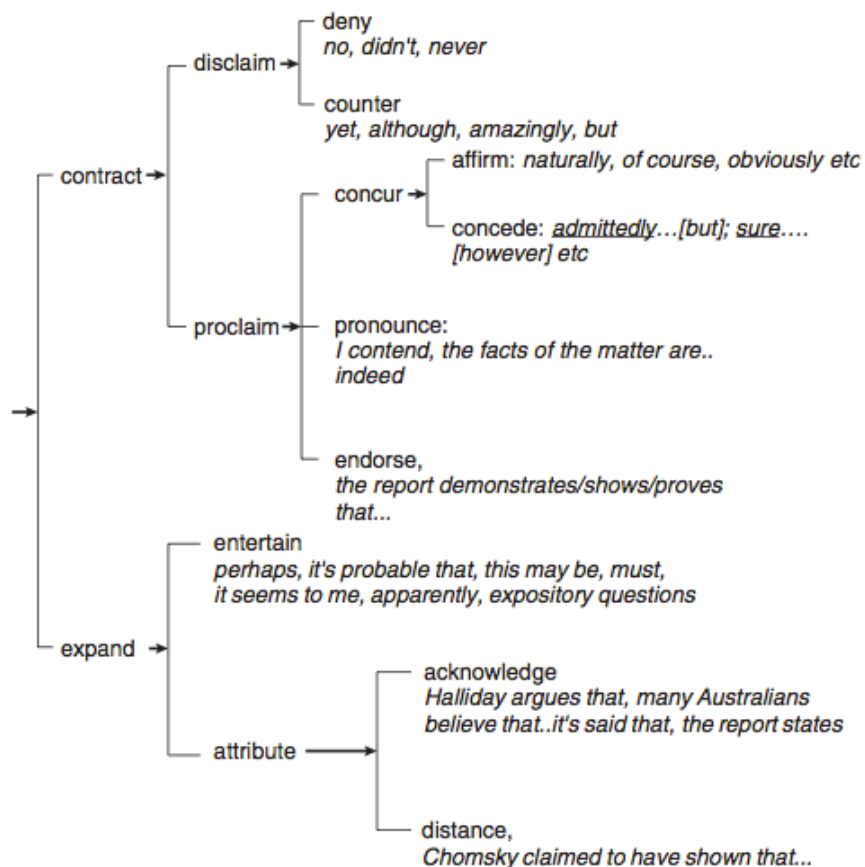 deny
no, didn't, never
disclaim
counter
yet, although, amazingly, but
contract
affirm: naturally, of course, obviously etc
concur
concede: admittedly…[but]; sure….
[however] etc
proclaim
pronounce:
I contend, the facts of the matter are..
indeed
endorse,
the report demonstrates/shows/proves
that...
entertain
perhaps, it's probable that, this may be, must,
it seems to me, apparently, expository questions
expand
acknowledge
Halliday argues that, many Australians
believe that..it's said that, the report states
attribute
distance,
Chomsky claimed to have shown that...